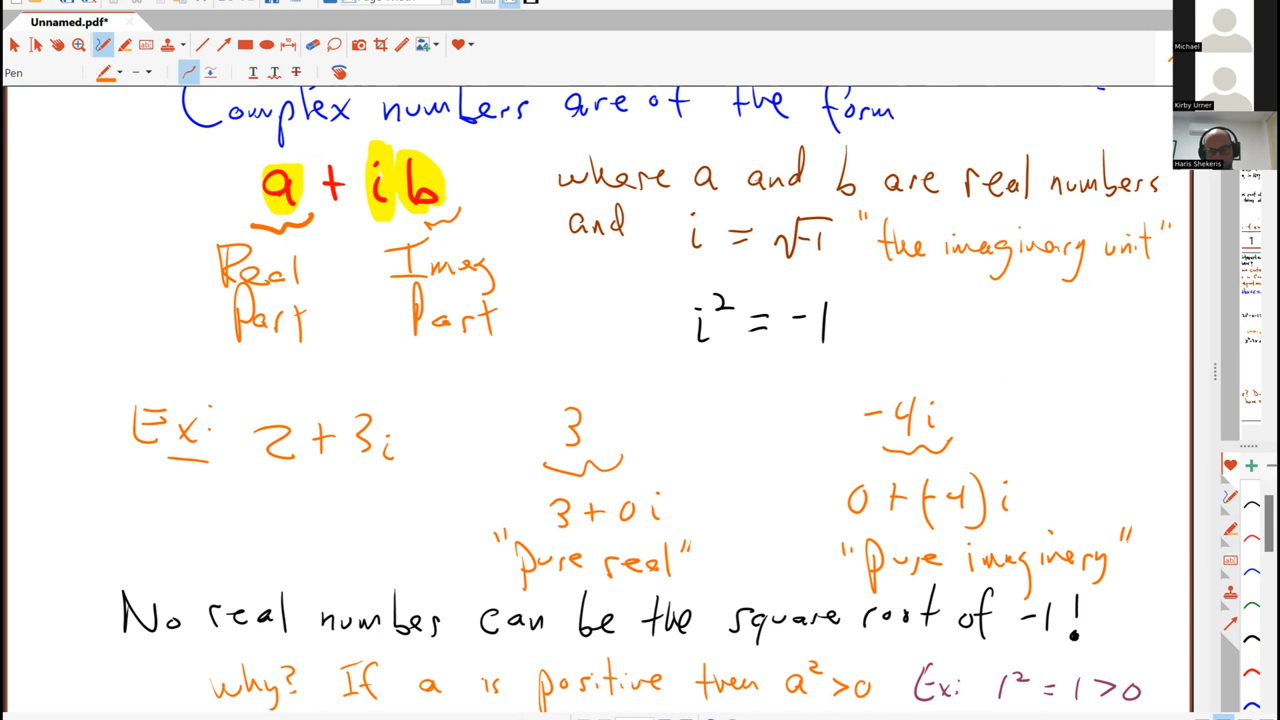 Unnamed.pdf*
Pen
Michael
Kirby Urner
Haris Shekeris
Complex numbers are of the form
a + ib
where a and b are real numbers
and i = √-1 "the imaginary unit"
Real Part
Imag Part
i² = -1
Ex: 2 + 3i
3
-4i
3 + 0i
0 + (-4)i
"Pure real"
"Pure imaginary"
No real numbers can be the square root of -1!
Why? If a is positive then a² > 0 Ex: 1² = 1 > 0